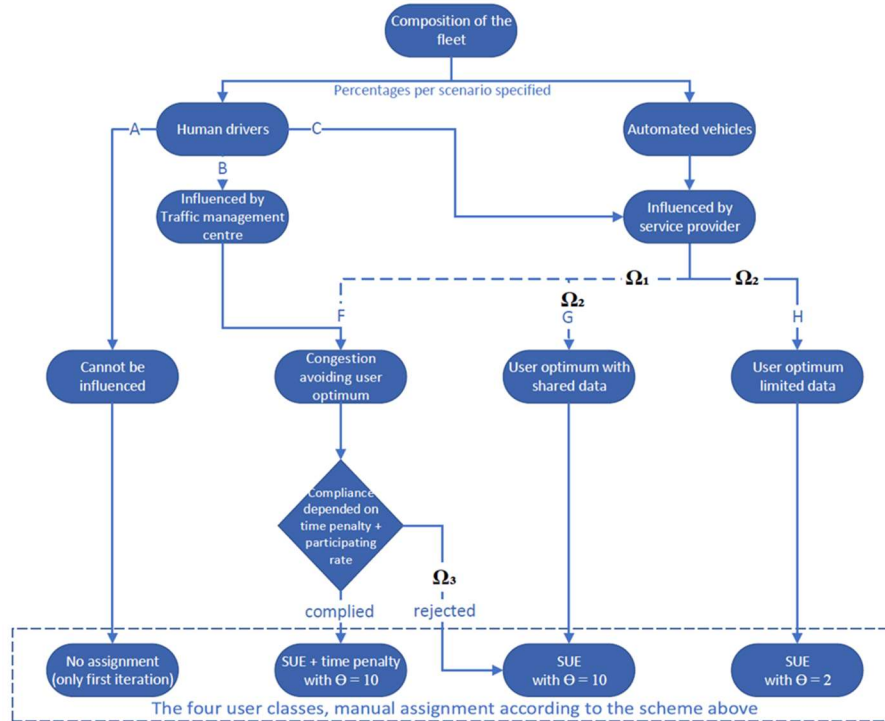 Composition of the
fleet
Percentages per scenario specified
A
Human drivers
C
Automated vehicles
B
Influenced by
Traffic management
centre
Influenced by
service provider
Ω₁
Ω₂
Ω₂
F
G
H
Cannot be
influenced
Congestion
avoiding user
optimum
User optimum with
shared data
User optimum
limited data
Compliance
depended on
time penalty +
participating
rate
Ω₃
complied
rejected
No assignment
(only first iteration)
SUE + time penalty
with Θ = 10
SUE
with Θ = 10
SUE
with Θ = 2
The four user classes, manual assignment according to the scheme above